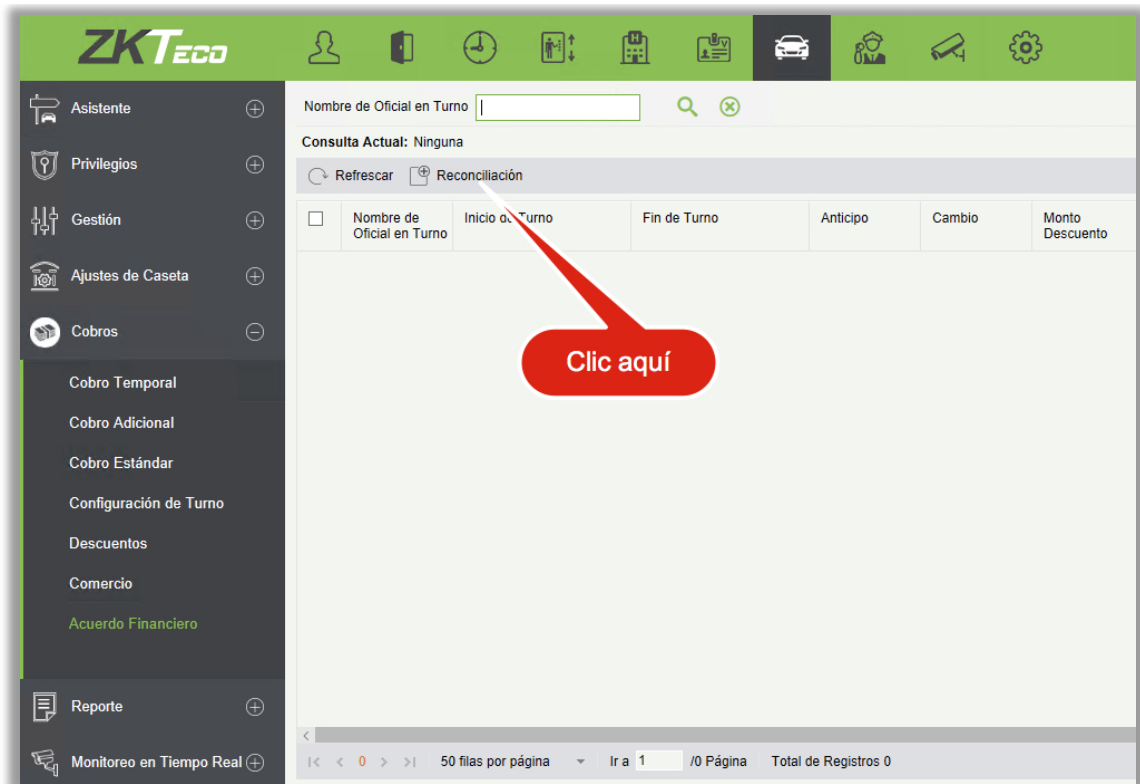 ZKTECO
Asistente
Privilegios
Gestión
Ajustes de Caseta
Cobros
Cobro Temporal
Cobro Adicional
Cobro Estándar
Configuración de Turno
Descuentos
Comercio
Acuerdo Financiero
Reporte
Monitoreo en Tiempo Real
Nombre de Oficial en Turno
Consulta Actual: Ninguna
Refrescar Reconciliación
Nombre de Oficial en Turno Inicio de Turno Fin de Turno Anticipo Cambio Monto Descuento
Clic aquí
|< < 0 > >| 50 filas por página Ir a 1 /0 Página Total de Registros 0